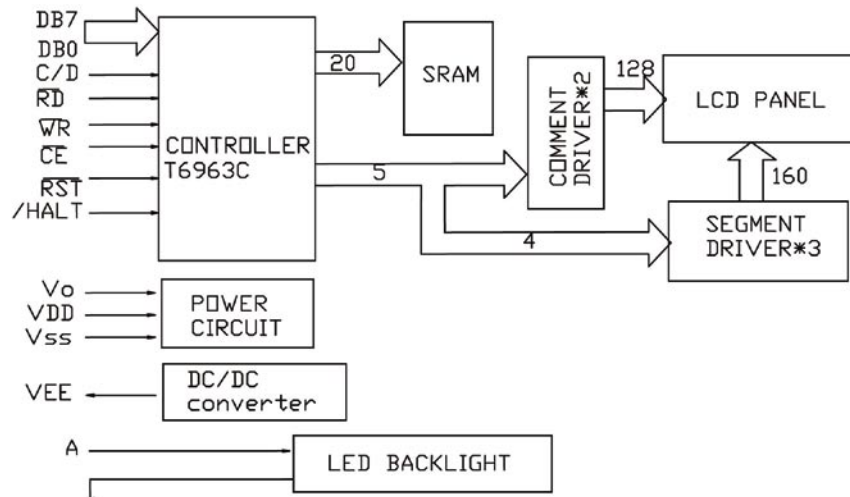 DB7
DB0
C/D
RD
WR
CE
RST
/HALT
CONTROLLER
T6963C
20
SRAM
5
4
COMMENT
DRIVER*2
128
LCD PANEL
160
SEGMENT
DRIVER*3
Vo
VDD
Vss
POWER
CIRCUIT
VEE
DC/DC
converter
A
LED BACKLIGHT